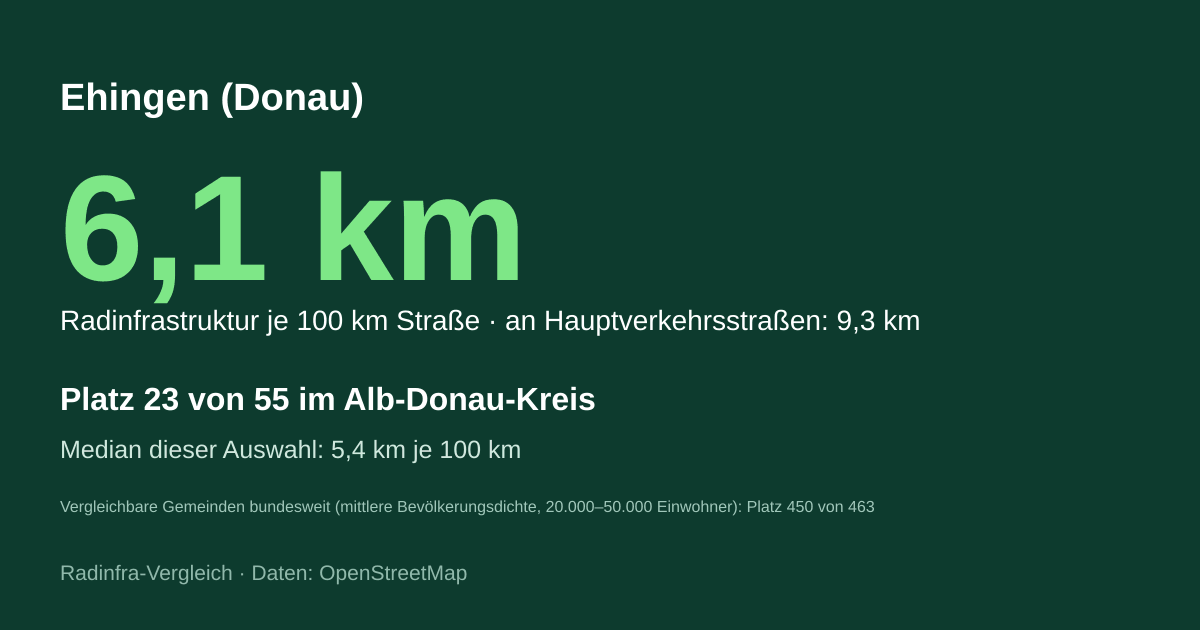 Ehingen (Donau)
6,1 km
Radinfrastruktur je 100 km Straße · an Hauptverkehrsstraßen: 9,3 km
Platz 23 von 55 im Alb-Donau-Kreis
Median dieser Auswahl: 5,4 km je 100 km
Vergleichbare Gemeinden bundesweit (mittlere Bevölkerungsdichte, 20.000–50.000 Einwohner): Platz 450 von 463
Radinfra-Vergleich · Daten: OpenStreetMap